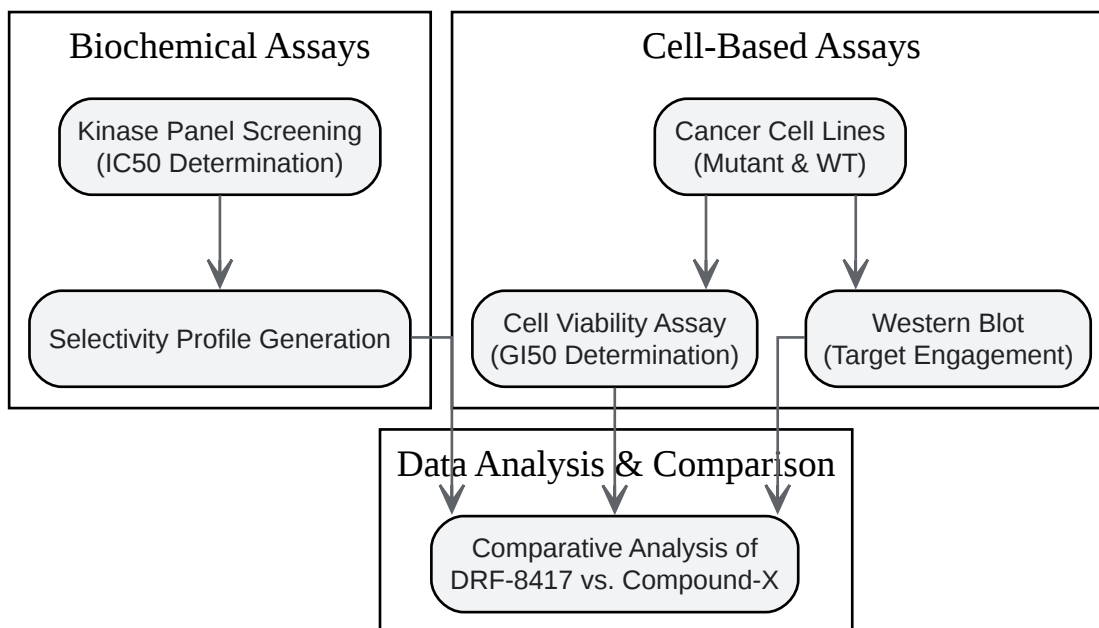 Biochemical Assays
Kinase Panel Screening
(IC50 Determination)
Selectivity Profile Generation
Cell-Based Assays
Cancer Cell Lines
(Mutant & WT)
Cell Viability Assay
(GI50 Determination)
Western Blot
(Target Engagement)
Data Analysis & Comparison
Comparative Analysis of
DRF-8417 vs. Compound-X